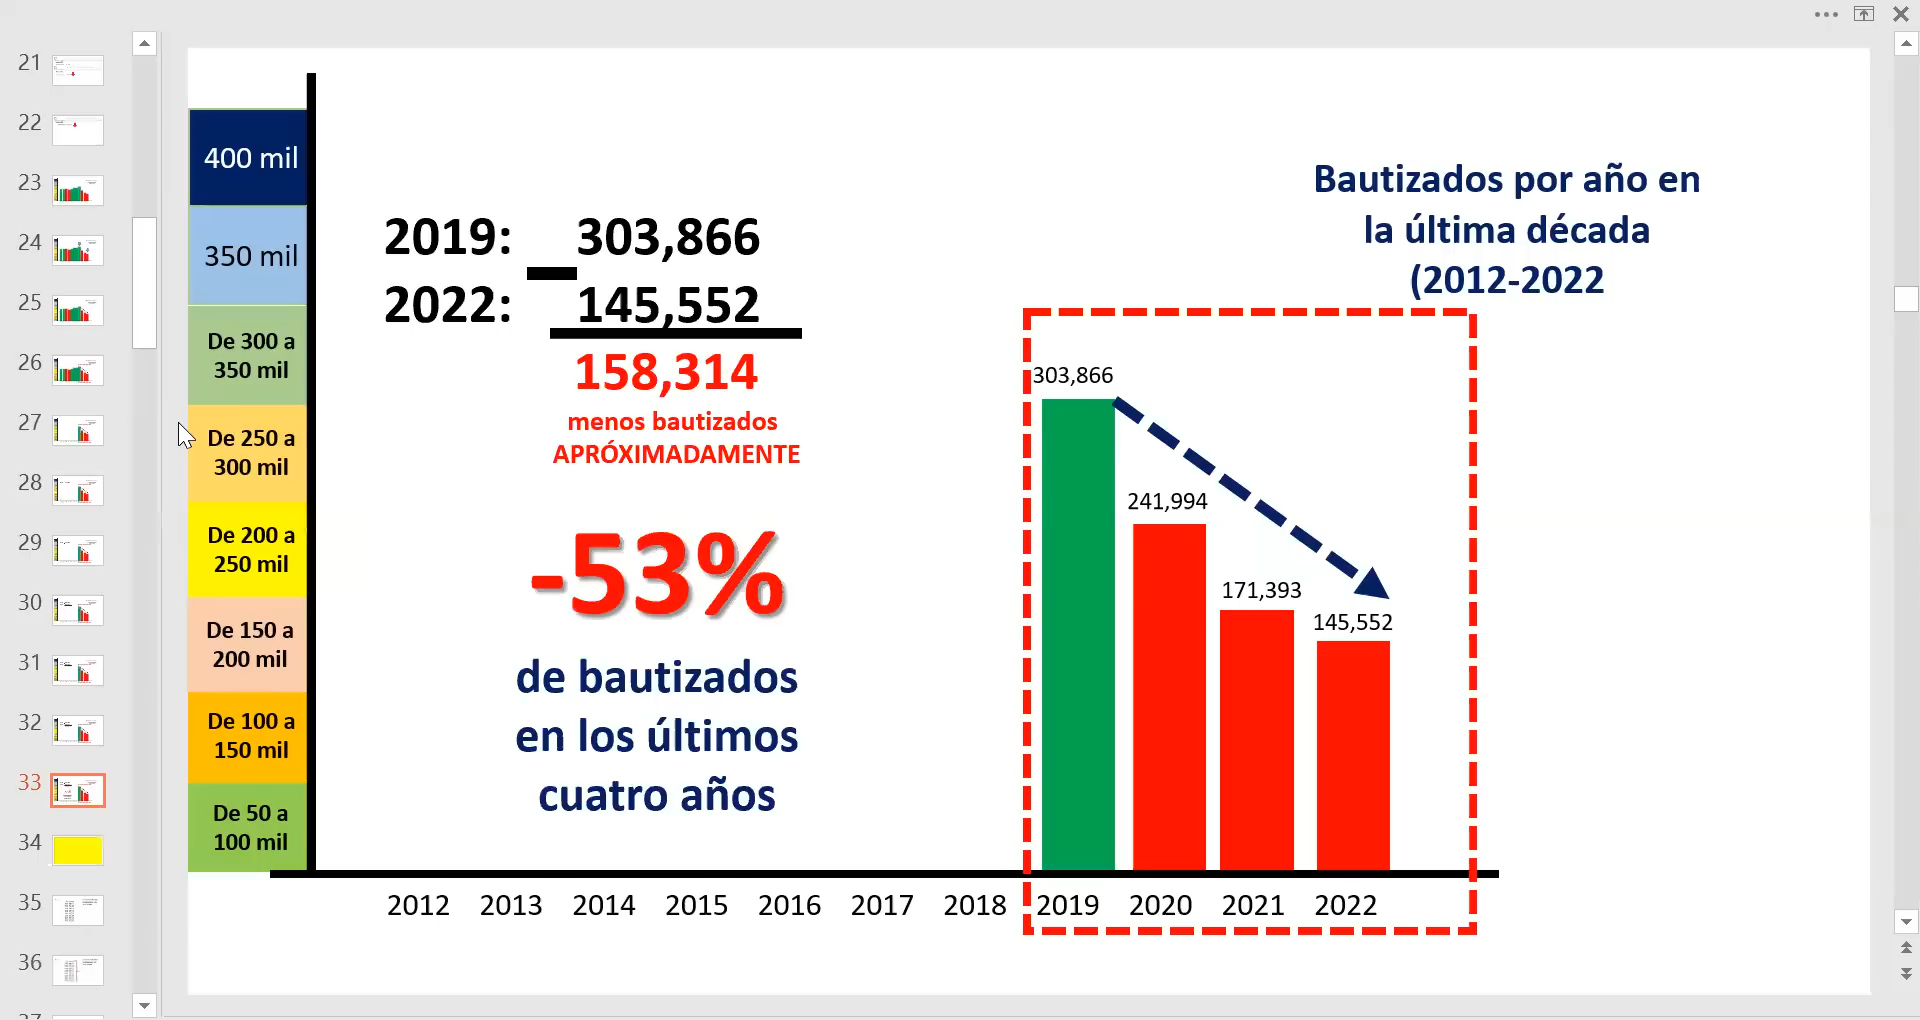 21
22
23
24
25
26
27
28
29
30
31
32
33
34
35
36
400 mil
350 mil
De 300 a
350 mil
De 250 a
300 mil
De 200 a
250 mil
De 150 a
200 mil
De 100 a
150 mil
De 50 a
100 mil
2019: 303,866
2022: 145,552
158,314
menos bautizados
APRÓXIMADAMENTE
-53%
de bautizados
en los últimos
cuatro años
Bautizados por año en
la última década
(2012-2022
303,866
241,994
171,393
145,552
2012 2013 2014 2015 2016 2017 2018 2019 2020 2021 2022